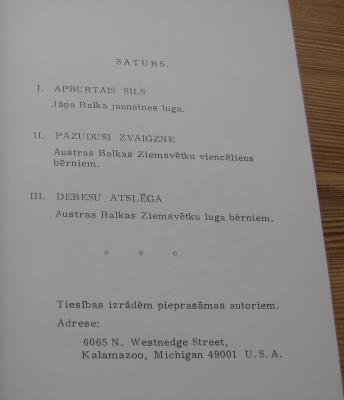 SATURS.
I. APBURTAIS SILS
Jāņa Balka jaunatnes luga.
II. PAZUDUSI ZVAIGZNE
Austras Balkas Ziemsvētku viencēliens
bērniem.
III. DEBESU ATSLĒGA
Austras Balkas Ziemsvētku luga bērniem.
Tiesības izrādēm pieprasāmas autoriem.
Adrese:
6065 N. Westnedge Street,
Kalamazoo, Michigan 49001 U.S.A.